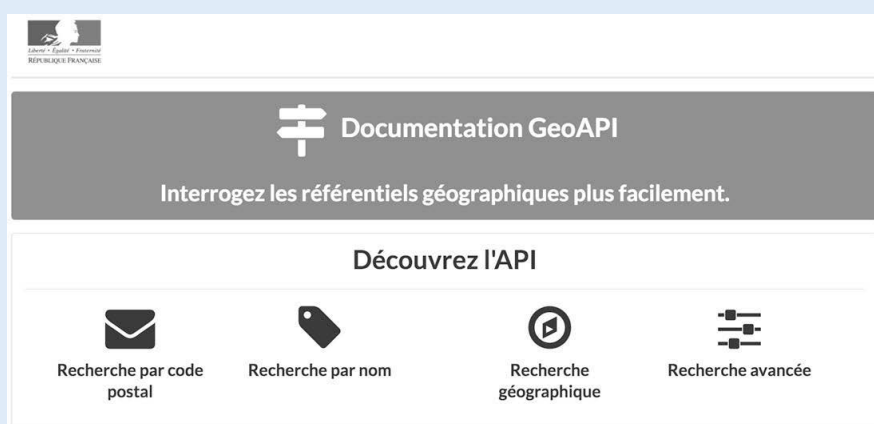 Liberté • Égalité • Fraternité
RÉPUBLIQUE FRANÇAISE
Documentation GeoAPI
Interrogez les référentiels géographiques plus facilement.
Découvrez l'API
Recherche par code
postal
Recherche par nom
Recherche
géographique
Recherche avancée